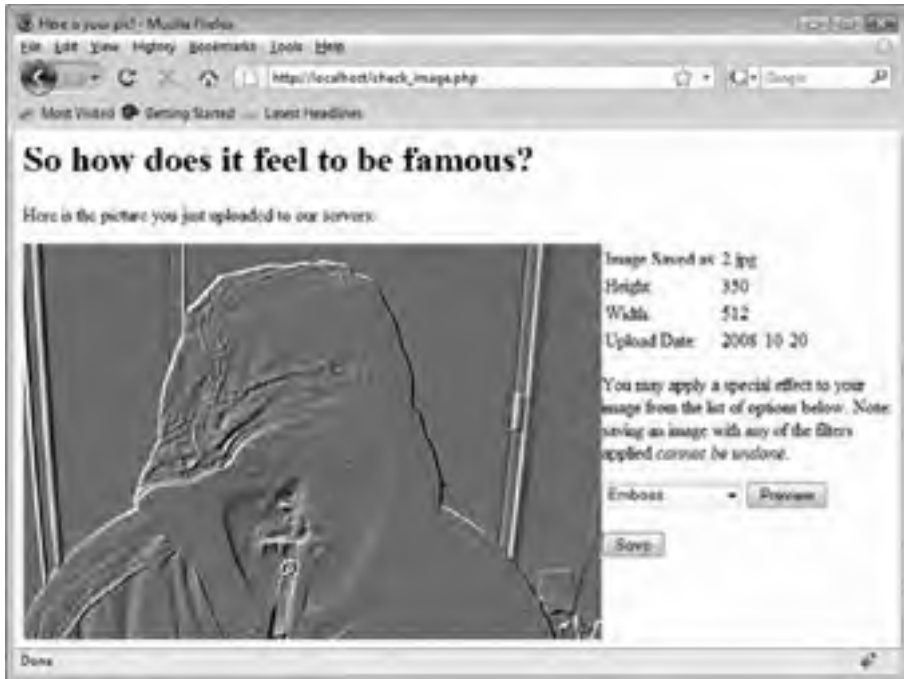 Here is your pic! - Mozilla Firefox
File Edit View History Bookmarks Tools Help
http://localhost/check_image.php
Google
Most Visited Getting Started Latest Headlines
So how does it feel to be famous?
Here is the picture you just uploaded to our servers:
Image Saved as: 2.jpg
Height: 350
Width: 512
Upload Date: 2008-10-20
You may apply a special effect to your
image from the list of options below. Note:
saving an image with any of the filters
applied cannot be undone.
Emboss Preview
Save
Done